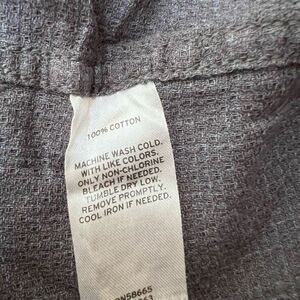 100% COTTON
MACHINE WASH COLD.
WITH LIKE COLORS.
ONLY NON-CHLORINE
BLEACH IF NEEDED.
TUMBLE DRY LOW.
REMOVE PROMPTLY.
COOL IRON IF NEEDED.
RN58665